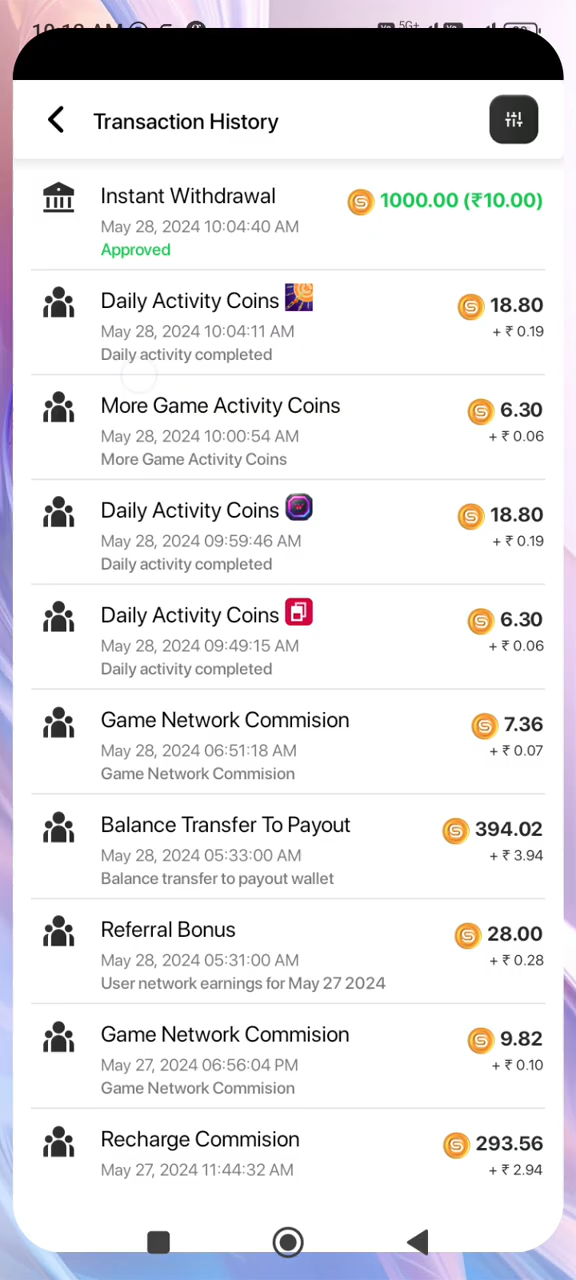 Transaction History
Instant Withdrawal
1000.00 (₹10.00)
May 28, 2024 10:04:40 AM
Approved
Daily Activity Coins
18.80
May 28, 2024 10:04:11 AM
+ ₹ 0.19
Daily activity completed
More Game Activity Coins
6.30
May 28, 2024 10:00:54 AM
+ ₹ 0.06
More Game Activity Coins
Daily Activity Coins
18.80
May 28, 2024 09:59:46 AM
+ ₹ 0.19
Daily activity completed
Daily Activity Coins
6.30
May 28, 2024 09:49:15 AM
+ ₹ 0.06
Daily activity completed
Game Network Commision
7.36
May 28, 2024 06:51:18 AM
+ ₹ 0.07
Game Network Commision
Balance Transfer To Payout
394.02
May 28, 2024 05:33:00 AM
+ ₹ 3.94
Balance transfer to payout wallet
Referral Bonus
28.00
May 28, 2024 05:31:00 AM
+ ₹ 0.28
User network earnings for May 27 2024
Game Network Commision
9.82
May 27, 2024 06:56:04 PM
+ ₹ 0.10
Game Network Commision
Recharge Commision
293.56
May 27, 2024 11:44:32 AM
+ ₹ 2.94